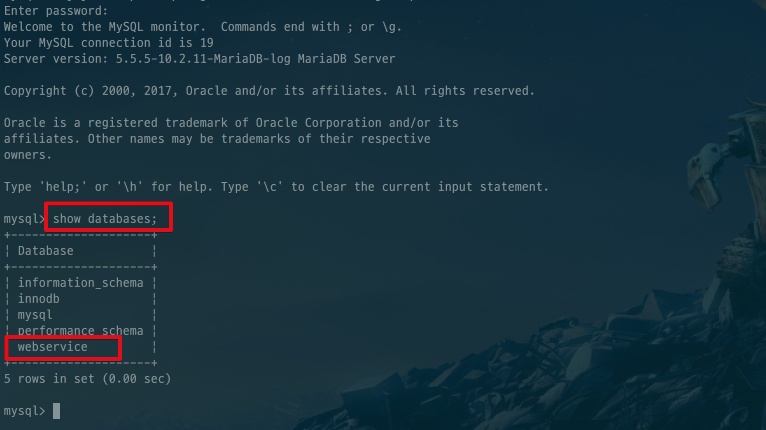 Enter password:
Welcome to the MySQL monitor.  Commands end with ; or \g.
Your MySQL connection id is 19
Server version: 5.5.5-10.2.11-MariaDB-log MariaDB Server
Copyright (c) 2000, 2017, Oracle and/or its affiliates. All rights reserved.
Oracle is a registered trademark of Oracle Corporation and/or its
affiliates. Other names may be trademarks of their respective
owners.
Type 'help;' or '\h' for help. Type '\c' to clear the current input statement.
mysql> show databases;
+--------------------+
| Database           |
+--------------------+
| information_schema |
| innodb             |
| mysql              |
| performance_schema |
| webservice         |
+--------------------+
5 rows in set (0.00 sec)
mysql>